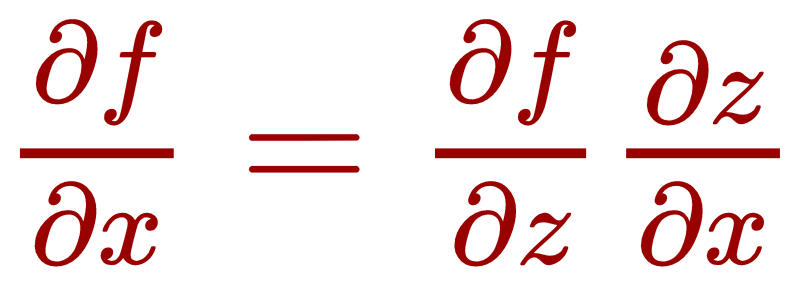 ∂f/∂x = ∂f/∂z ∂z/∂x